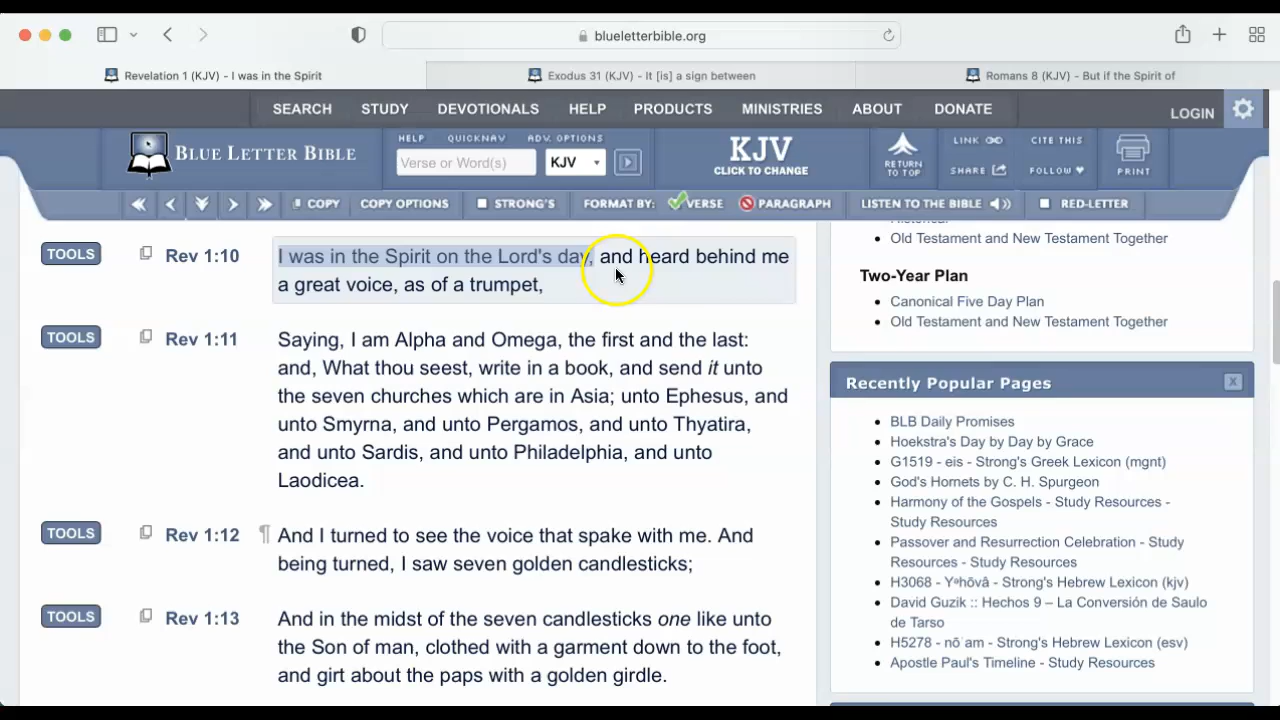 blueletterbible.org
Revelation 1 (KJV) - I was in the Spirit
Exodus 31 (KJV) - It [is] a sign between
Romans 8 (KJV) - But if the Spirit of
SEARCH STUDY DEVOTIONALS HELP PRODUCTS MINISTRIES ABOUT DONATE
LOGIN
BLUE LETTER BIBLE
HELP QUICKNAV ADV. OPTIONS
Verse or Word(s)
KJV
KJV
CLICK TO CHANGE
RETURN
TO TOP
LINK
SHARE
CITE THIS
FOLLOW
PRINT
COPY COPY OPTIONS STRONG'S FORMAT BY: VERSE PARAGRAPH LISTEN TO THE BIBLE RED-LETTER
TOOLS Rev 1:10 I was in the Spirit on the Lord's day, and heard behind me
a great voice, as of a trumpet,
TOOLS Rev 1:11 Saying, I am Alpha and Omega, the first and the last:
and, What thou seest, write in a book, and send it unto
the seven churches which are in Asia; unto Ephesus, and
unto Smyrna, and unto Pergamos, and unto Thyatira,
and unto Sardis, and unto Philadelphia, and unto
Laodicea.
TOOLS Rev 1:12 ¶ And I turned to see the voice that spake with me. And
being turned, I saw seven golden candlesticks;
TOOLS Rev 1:13 And in the midst of the seven candlesticks one like unto
the Son of man, clothed with a garment down to the foot,
and girt about the paps with a golden girdle.
Historical
Old Testament and New Testament Together
Two-Year Plan
Canonical Five Day Plan
Old Testament and New Testament Together
Recently Popular Pages
BLB Daily Promises
Hoekstra's Day by Day by Grace
G1519 - eis - Strong's Greek Lexicon (mgnt)
God's Hornets by C. H. Spurgeon
Harmony of the Gospels - Study Resources -
Study Resources
Passover and Resurrection Celebration - Study
Resources - Study Resources
H3068 - Yᵊhōvâ - Strong's Hebrew Lexicon (kjv)
David Guzik :: Hechos 9 – La Conversión de Saulo
de Tarso
H5278 - nōʿam - Strong's Hebrew Lexicon (esv)
Apostle Paul's Timeline - Study Resources